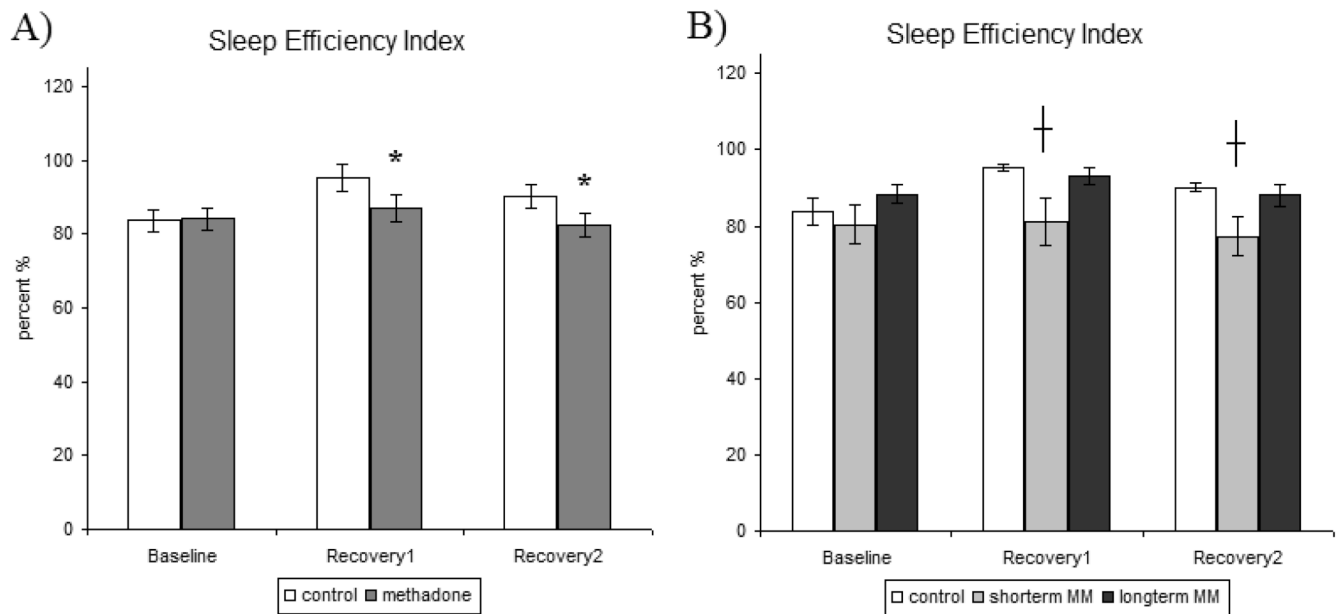 A)
Sleep Efficiency Index
percent %
120
100
80
60
40
20
0
*
*
Baseline Recovery1 Recovery2
control methadone
B)
Sleep Efficiency Index
percent %
120
100
80
60
40
20
0
†
†
Baseline Recovery1 Recovery2
control shorterm MM longterm MM